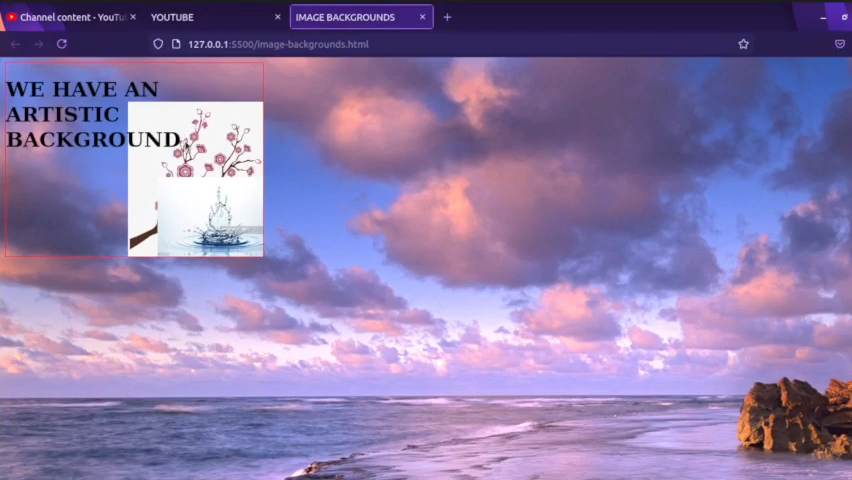 Channel content - YouTu
YOUTUBE
IMAGE BACKGROUNDS
127.0.0.1:5500/image-backgrounds.html
WE HAVE AN
ARTISTIC
BACKGROUND